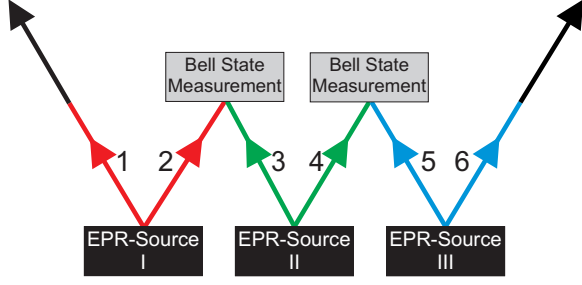 Bell State
Measurement
Bell State
Measurement
1
2
3
4
5
6
EPR-Source
I
EPR-Source
II
EPR-Source
III